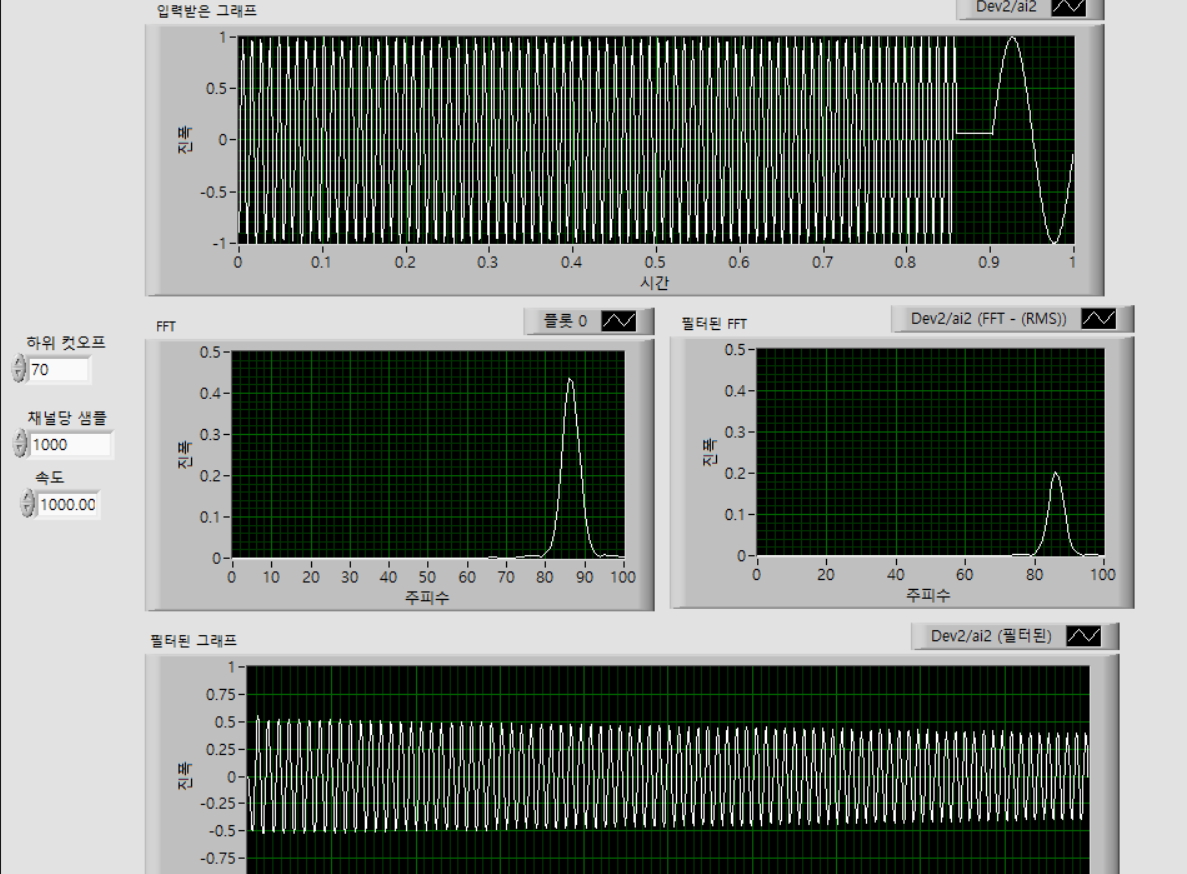 입력받은 그래프
Dev2/ai2
1
0.5
0
-0.5
-1
진폭
0 0.1 0.2 0.3 0.4 0.5 0.6 0.7 0.8 0.9 1
시간
하위 컷오프
70
채널당 샘플
1000
속도
1000.00
FFT
플롯 0
0.5
0.4
0.3
0.2
0.1
0
진폭
0 10 20 30 40 50 60 70 80 90 100
주피수
필터된 FFT
Dev2/ai2 (FFT - (RMS))
0.5
0.4
0.3
0.2
0.1
0
진폭
0 20 40 60 80 100
주피수
필터된 그래프
Dev2/ai2 (필터된)
1
0.75
0.5
0.25
0
-0.25
-0.5
-0.75
진폭